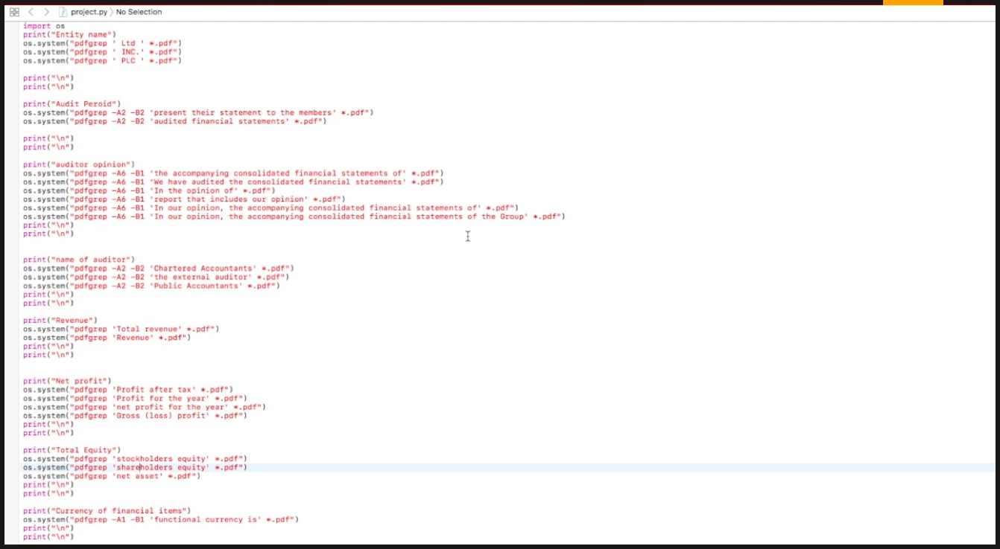 project.py 〉 No Selection
import os
print("Entity name")
os.system("pdfgrep ' Ltd ' *.pdf")
os.system("pdfgrep ' INC.' *.pdf")
os.system("pdfgrep ' PLC ' *.pdf")
print("\n")
print("\n")
print("Audit Peroid")
os.system("pdfgrep -A2 -B2 'present their statement to the members' *.pdf")
os.system("pdfgrep -A2 -B2 'audited financial statements' *.pdf")
print("\n")
print("\n")
print("auditor opinion")
os.system("pdfgrep -A6 -B1 'the accompanying consolidated financial statements of' *.pdf")
os.system("pdfgrep -A6 -B1 'We have audited the consolidated financial statements' *.pdf")
os.system("pdfgrep -A6 -B1 'In the opinion of' *.pdf")
os.system("pdfgrep -A6 -B1 'report that includes our opinion' *.pdf")
os.system("pdfgrep -A6 -B1 'In our opinion, the accompanying consolidated financial statements of' *.pdf")
os.system("pdfgrep -A6 -B1 'In our opinion, the accompanying consolidated financial statements of the Group' *.pdf")
print("\n")
print("\n")
print("name of auditor")
os.system("pdfgrep -A2 -B2 'Chartered Accountants' *.pdf")
os.system("pdfgrep -A2 -B2 'the external auditor' *.pdf")
os.system("pdfgrep -A2 -B2 'Public Accountants' *.pdf")
print("\n")
print("\n")
print("Revenue")
os.system("pdfgrep 'Total revenue' *.pdf")
os.system("pdfgrep 'Revenue' *.pdf")
print("\n")
print("\n")
print("Net profit")
os.system("pdfgrep 'Profit after tax' *.pdf")
os.system("pdfgrep 'Profit for the year' *.pdf")
os.system("pdfgrep 'net profit for the year' *.pdf")
os.system("pdfgrep 'Gross (loss) profit' *.pdf")
print("\n")
print("\n")
print("Total Equity")
os.system("pdfgrep 'stockholders equity' *.pdf")
os.system("pdfgrep 'shareholders equity' *.pdf")
os.system("pdfgrep 'net asset' *.pdf")
print("\n")
print("\n")
print("Currency of financial items")
os.system("pdfgrep -A1 -B1 'functional currency is' *.pdf")
print("\n")
print("\n")